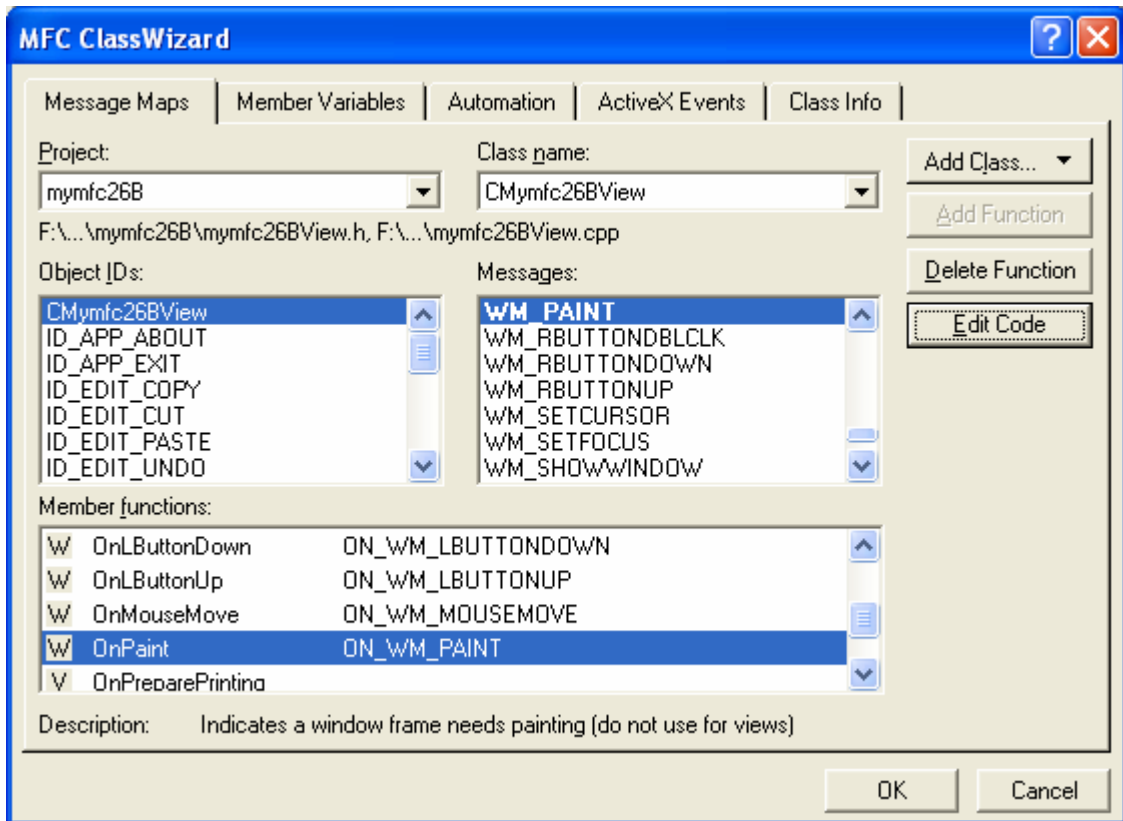 MFC ClassWizard
Message Maps Member Variables Automation ActiveX Events Class Info
Project: Class name:
mymfc26B CMymfc26BView
Add Class...
Add Function
F:\...\mymfc26B\mymfc26BView.h, F:\...\mymfc26BView.cpp
Object IDs: Messages:
Delete Function
Edit Code
CMymfc26BView
ID_APP_ABOUT
ID_APP_EXIT
ID_EDIT_COPY
ID_EDIT_CUT
ID_EDIT_PASTE
ID_EDIT_UNDO
WM_PAINT
WM_RBUTTONDBLCLK
WM_RBUTTONDOWN
WM_RBUTTONUP
WM_SETCURSOR
WM_SETFOCUS
WM_SHOWWINDOW
Member functions:
W OnLButtonDown ON_WM_LBUTTONDOWN
W OnLButtonUp ON_WM_LBUTTONUP
W OnMouseMove ON_WM_MOUSEMOVE
W OnPaint ON_WM_PAINT
V OnPreparePrinting
Description: Indicates a window frame needs painting (do not use for views)
OK Cancel